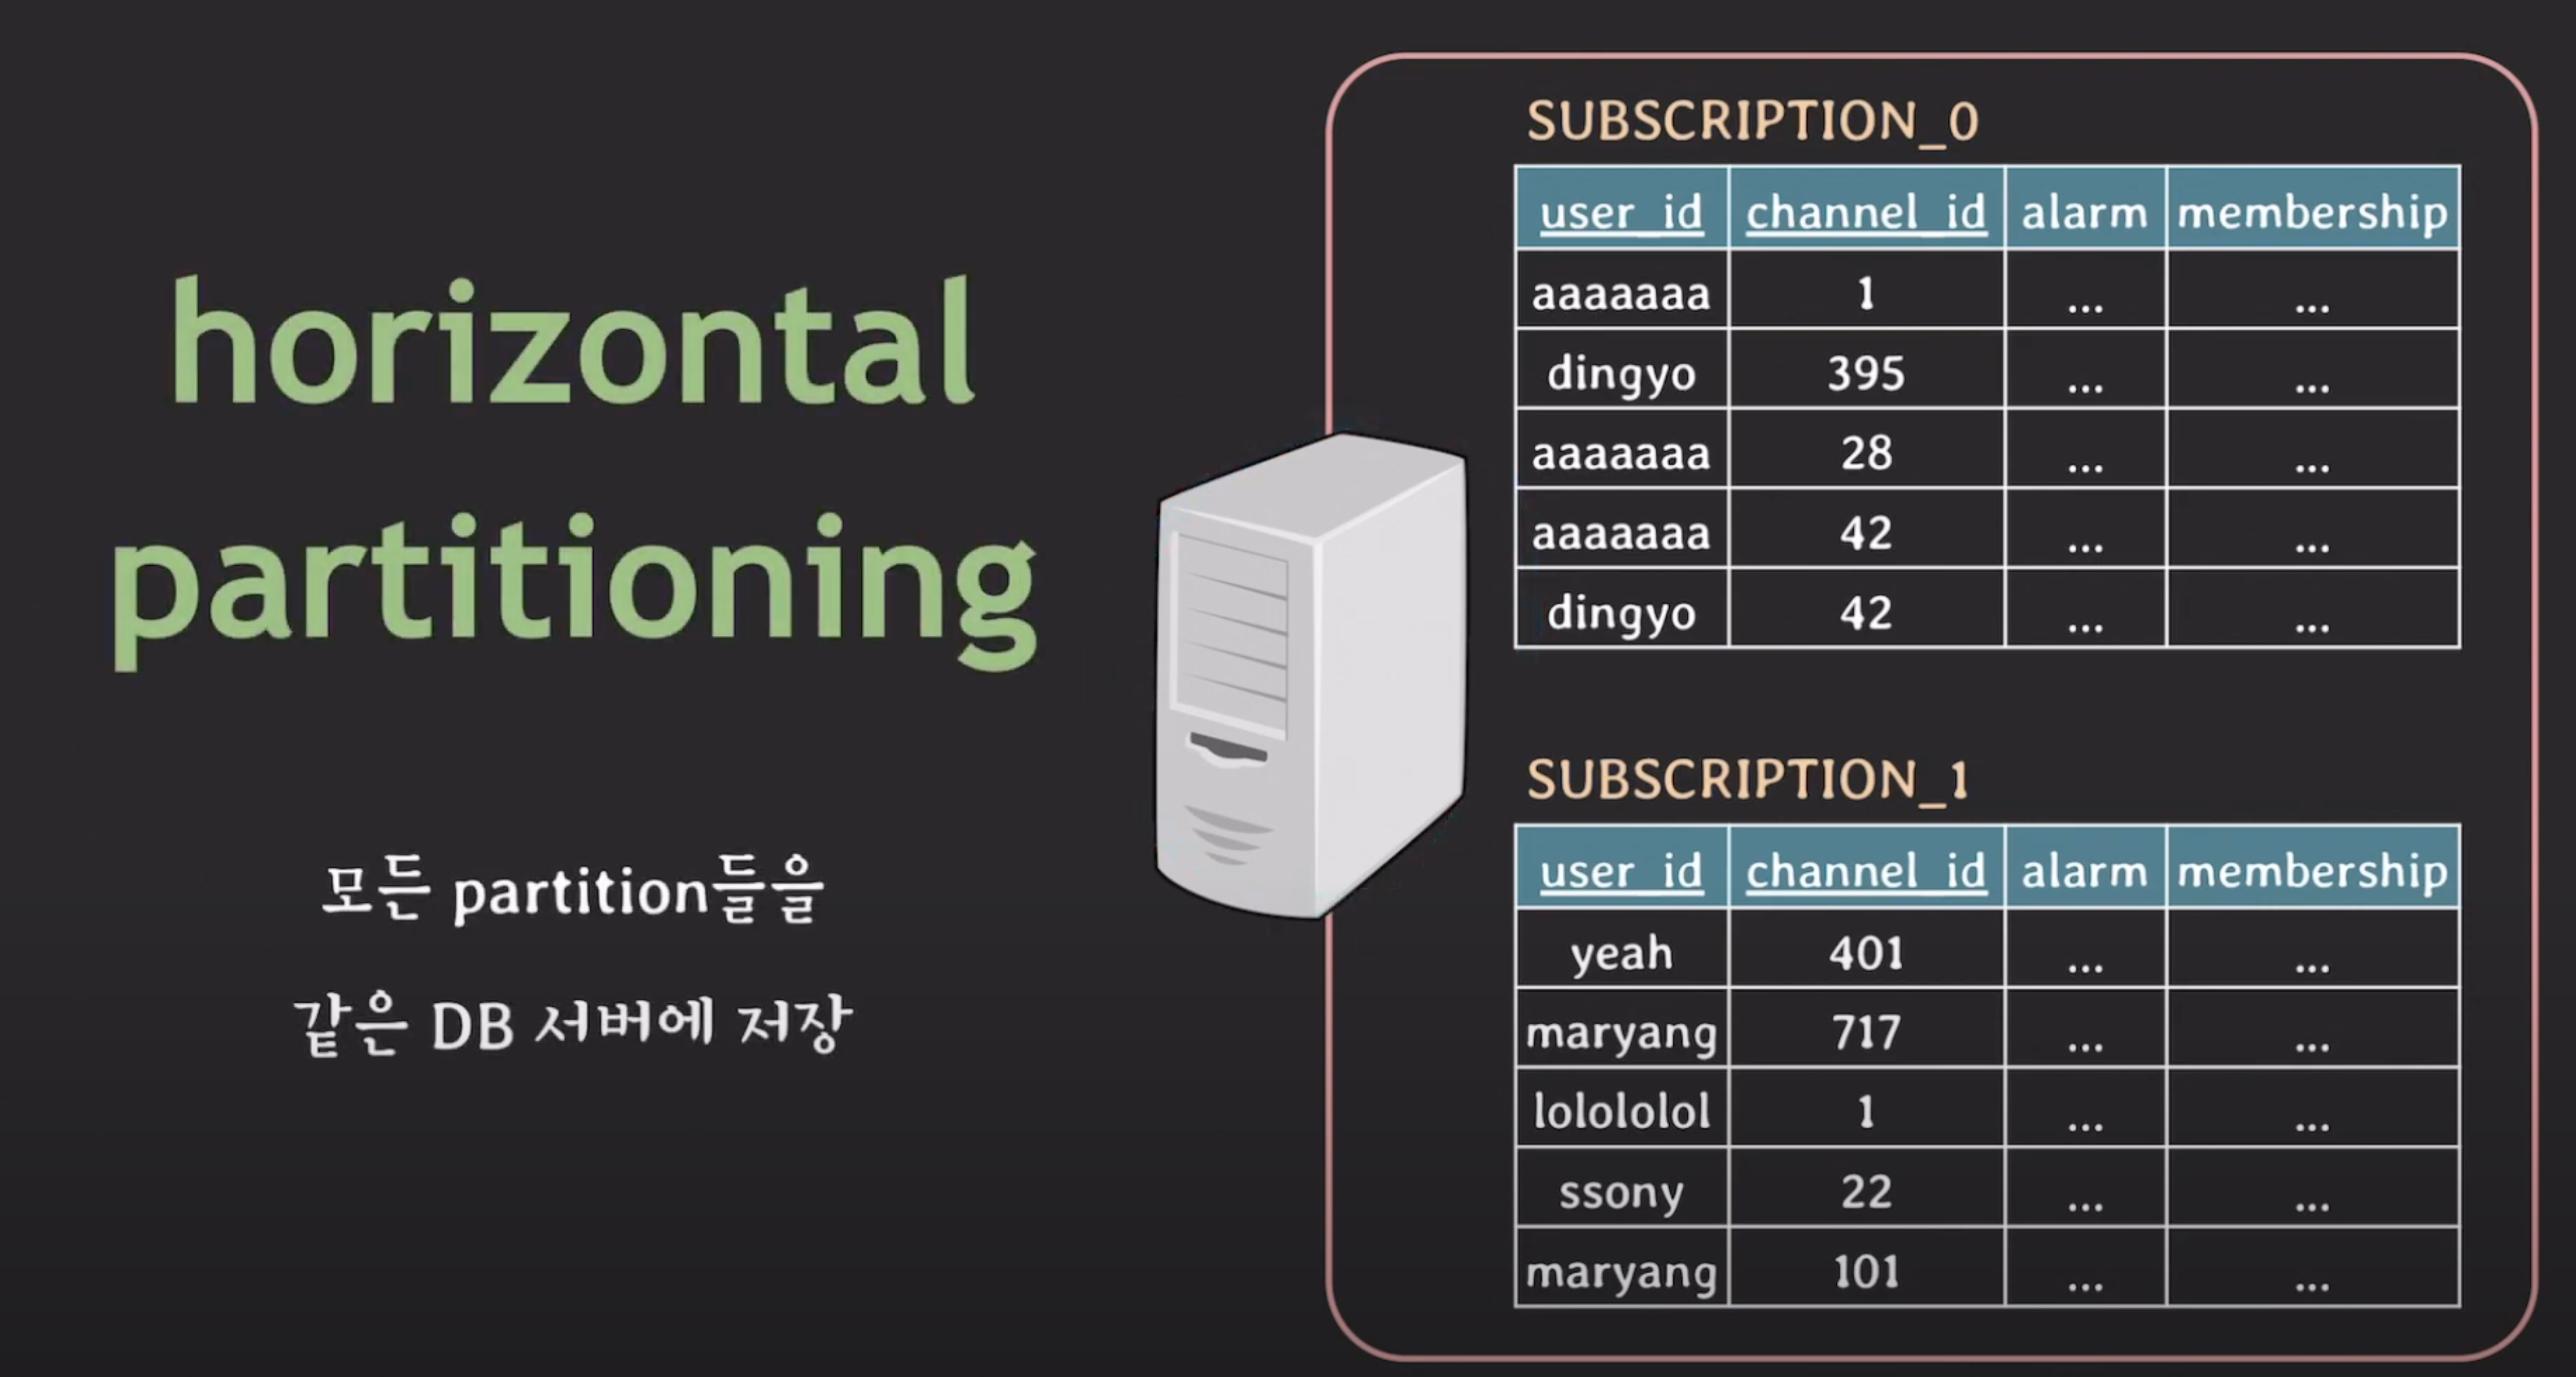 horizontal
partitioning
모든 partition들을
같은 DB 서버에 저장
SUBSCRIPTION_0
user_id channel_id alarm membership
aaaaaaa 1 ... ...
dingyo 395 ... ...
aaaaaaa 28 ... ...
aaaaaaa 42 ... ...
dingyo 42 ... ...
SUBSCRIPTION_1
user_id channel_id alarm membership
yeah 401 ... ...
maryang 717 ... ...
lolololol 1 ... ...
ssony 22 ... ...
maryang 101 ... ...